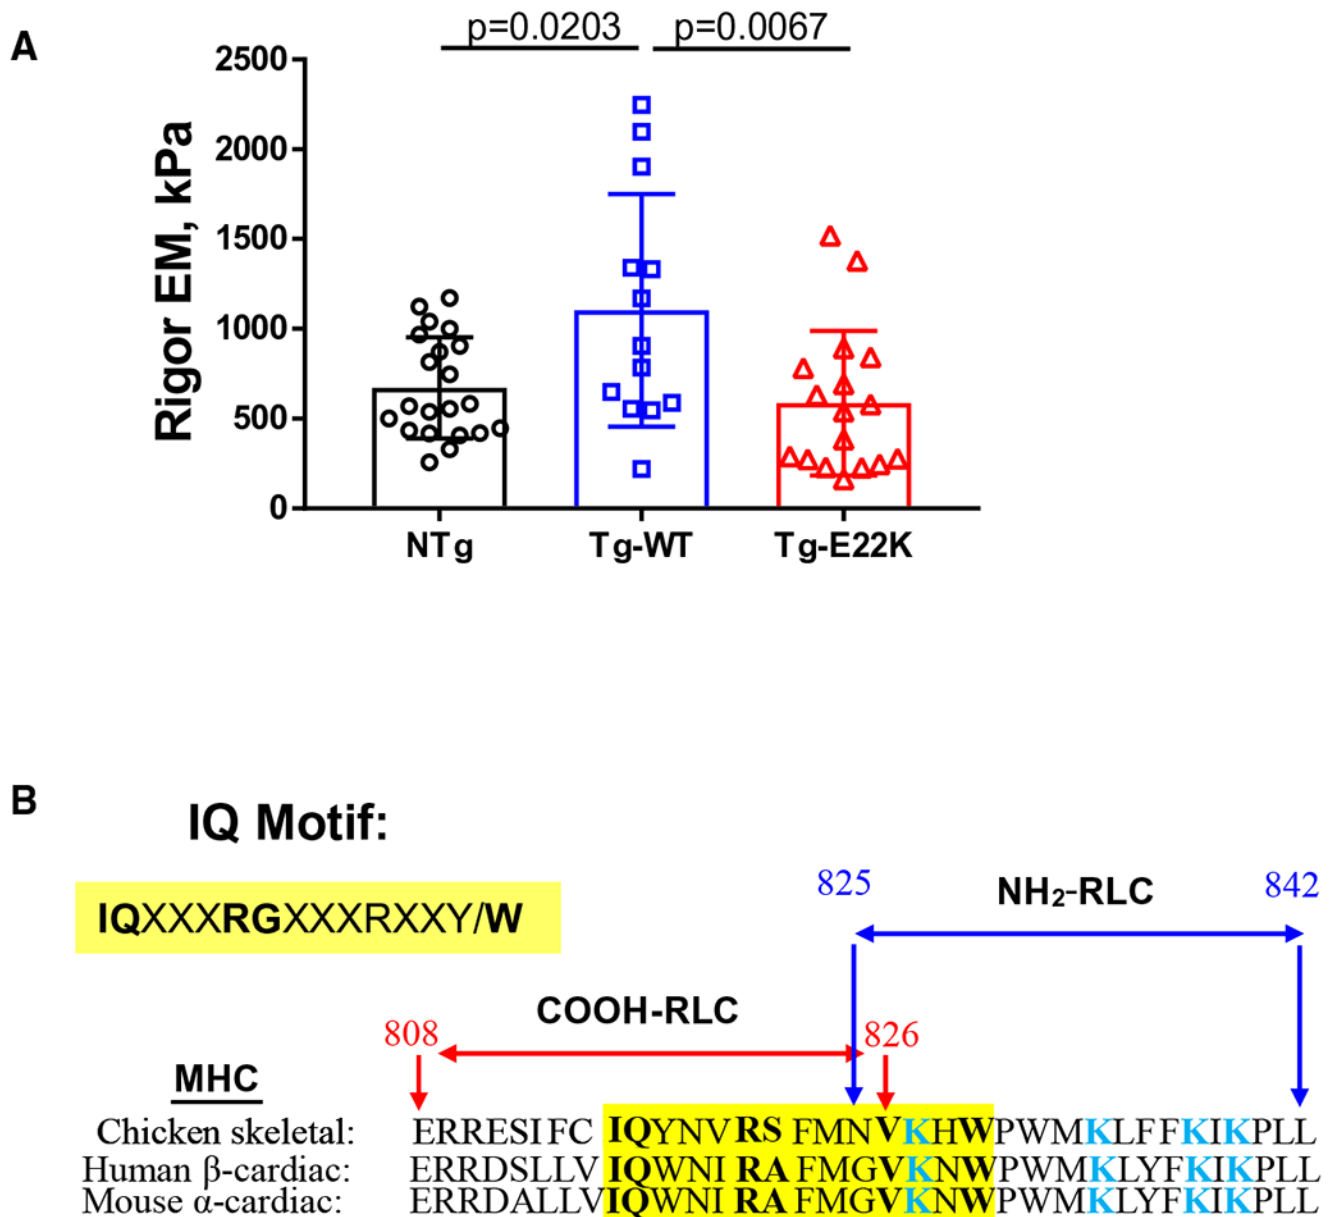 A
p=0.0203 p=0.0067
2500
2000
1500
1000
500
0
Rigor EM, kPa
NTg Tg-WT Tg-E22K
B
IQ Motif:
IQXXXRGXXXRXXY/W
825 NH₂-RLC 842
COOH-RLC
808 826
MHC
Chicken skeletal: ERRESIFC IQYNV RS FMNVKHWPWMKLFFKIKPLL
Human β-cardiac: ERRDSLLV IQWNI RA FMGVKNWPWMKLYFKIKPLL
Mouse α-cardiac: ERRDALLVIQWNI RA FMGVKNWPWMKLYFKIKPLL